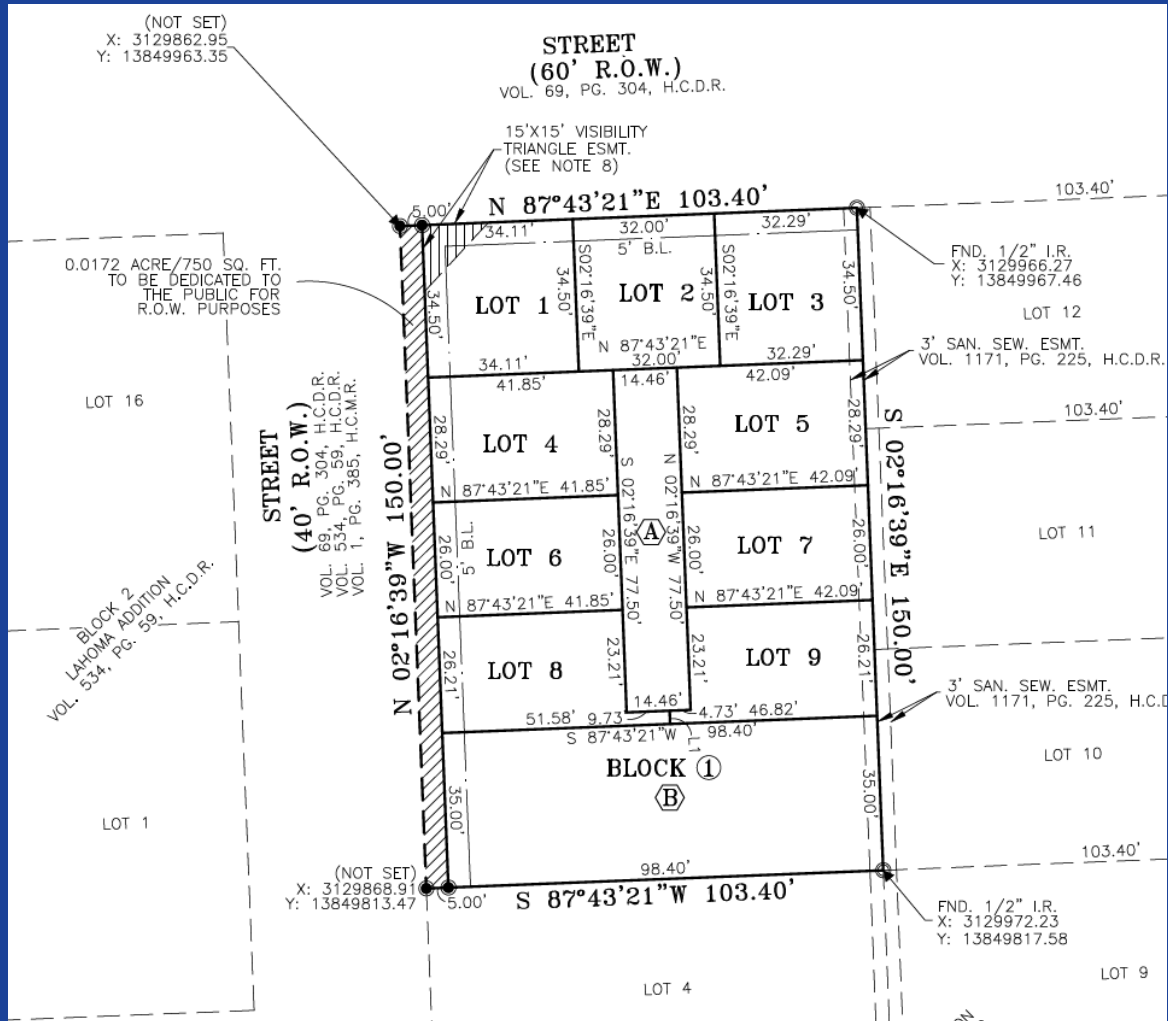 (NOT SET)
X: 3129862.95
Y: 13849963.35
STREET
(60' R.O.W.)
VOL. 69, PG. 304, H.C.D.R.
15'X15' VISIBILITY
TRIANGLE ESMT.
(SEE NOTE 8)
5.00'
N 87°43'21"E 103.40'
103.40'
34.11'
32.00'
32.29'
5' B.L.
FND. 1/2" I.R.
X: 3129966.27
Y: 13849967.46
0.0172 ACRE/750 SQ. FT.
TO BE DEDICATED TO
THE PUBLIC FOR
R.O.W. PURPOSES
34.50'
LOT 1
34.50'
S02°16'39"E
LOT 2
34.50'
S02°16'39"E
LOT 3
34.50'
LOT 12
N 87°43'21"E
34.11'
32.00'
32.29'
3' SAN. SEW. ESMT.
VOL. 1171, PG. 225, H.C.D.R.
41.85'
14.46'
42.09'
LOT 16
103.40'
28.29'
LOT 4
28.29'
28.29'
LOT 5
28.29'
N 87°43'21"E 41.85'
N 87°43'21"E 42.09'
STREET
(40' R.O.W.)
VOL. 69, PG. 304, H.C.D.R.
VOL. 534, PG. 59, H.C.D.R.
VOL. 1, PG. 385, H.C.M.R.
N 02°16'39"W 150.00'
S 02°16'39"E 77.50'
N 02°16'39"W 77.50'
S 02°16'39"E 150.00'
A
26.00'
5' B.L.
LOT 6
26.00'
LOT 7
26.00'
LOT 11
N 87°43'21"E 41.85'
N 87°43'21"E 42.09'
BLOCK 2
LAHOMA ADDITION
VOL. 534, PG. 59, H.C.D.R.
26.21'
LOT 8
23.21'
23.21'
LOT 9
26.21'
3' SAN. SEW. ESMT.
VOL. 1171, PG. 225, H.C.D
14.46'
51.58'
9.73'
4.73'
46.82'
S 87°43'21"W
98.40'
L1
BLOCK 1
B
LOT 10
35.00'
35.00'
LOT 1
98.40'
103.40'
(NOT SET)
X: 3129868.91
Y: 13849813.47
5.00'
S 87°43'21"W 103.40'
FND. 1/2" I.R.
X: 3129972.23
Y: 13849817.58
LOT 4
LOT 9